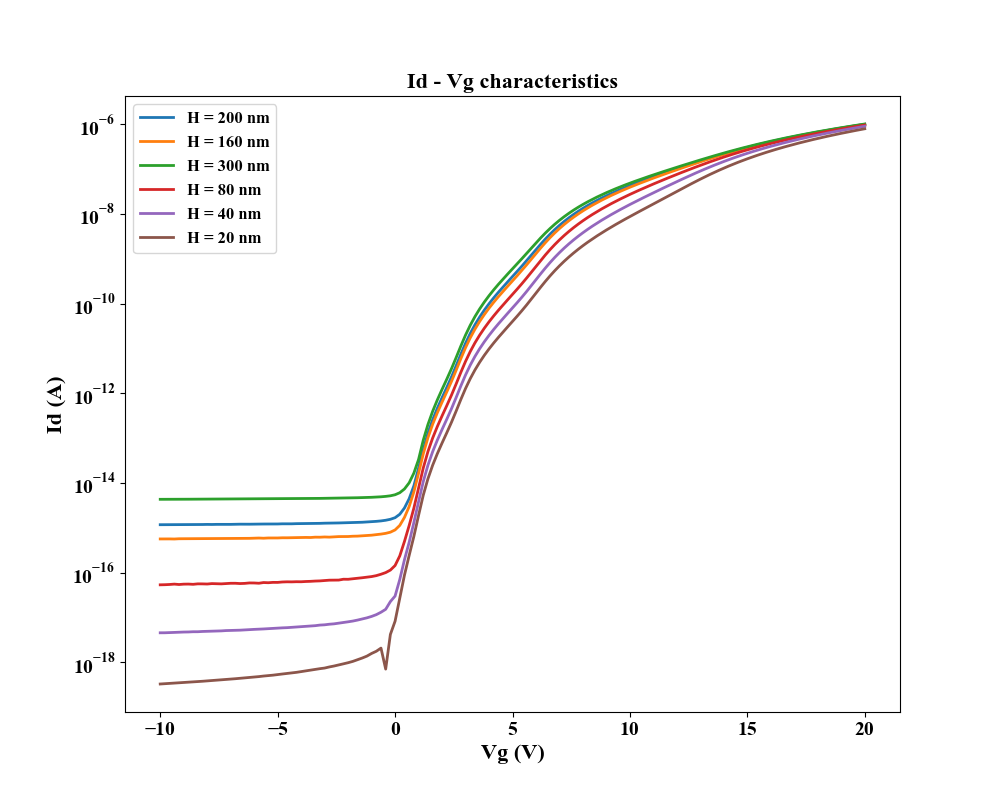 Id - Vg characteristics
H = 200 nm
H = 160 nm
H = 300 nm
H = 80 nm
H = 40 nm
H = 20 nm
10⁻⁶
10⁻⁸
10⁻¹⁰
10⁻¹²
10⁻¹⁴
10⁻¹⁶
10⁻¹⁸
Id (A)
−10 −5 0 5 10 15 20
Vg (V)